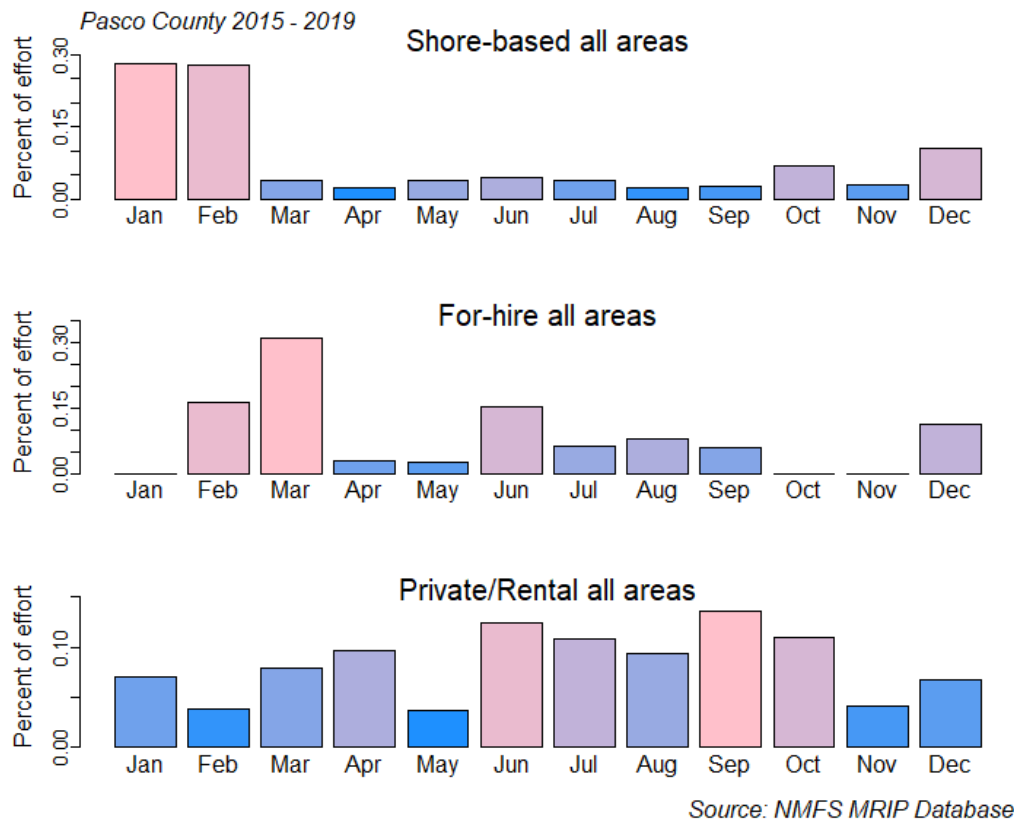 Pasco County 2015 - 2019
Shore-based all areas
Percent of effort
0.00 0.15 0.30
Jan Feb Mar Apr May Jun Jul Aug Sep Oct Nov Dec
For-hire all areas
Percent of effort
0.00 0.15 0.30
Jan Feb Mar Apr May Jun Jul Aug Sep Oct Nov Dec
Private/Rental all areas
Percent of effort
0.00 0.10
Jan Feb Mar Apr May Jun Jul Aug Sep Oct Nov Dec
Source: NMFS MRIP Database